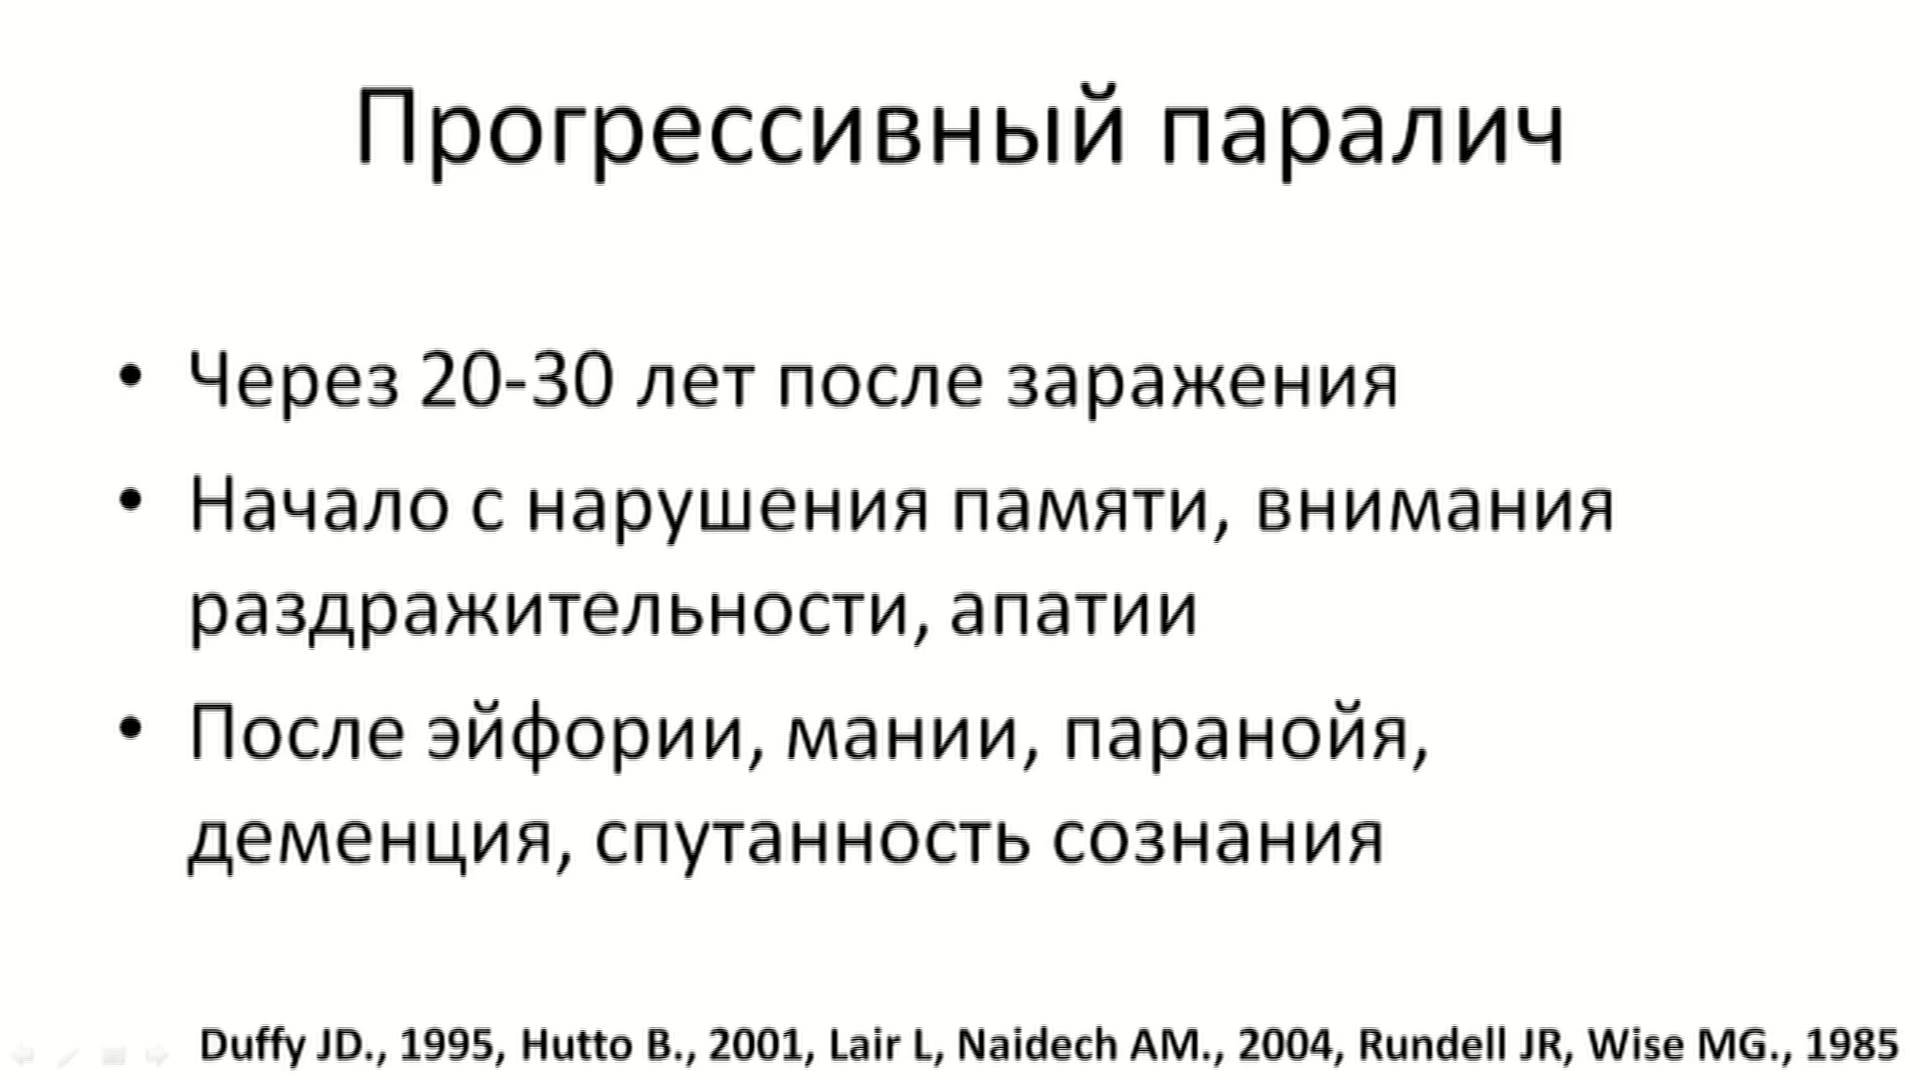 Прогрессивный паралич
• Через 20-30 лет после заражения
• Начало с нарушения памяти, внимания
раздражительности, апатии
• После эйфории, мании, паранойя,
деменция, спутанность сознания
Duffy JD., 1995, Hutto B., 2001, Lair L, Naidech AM., 2004, Rundell JR, Wise MG., 1985